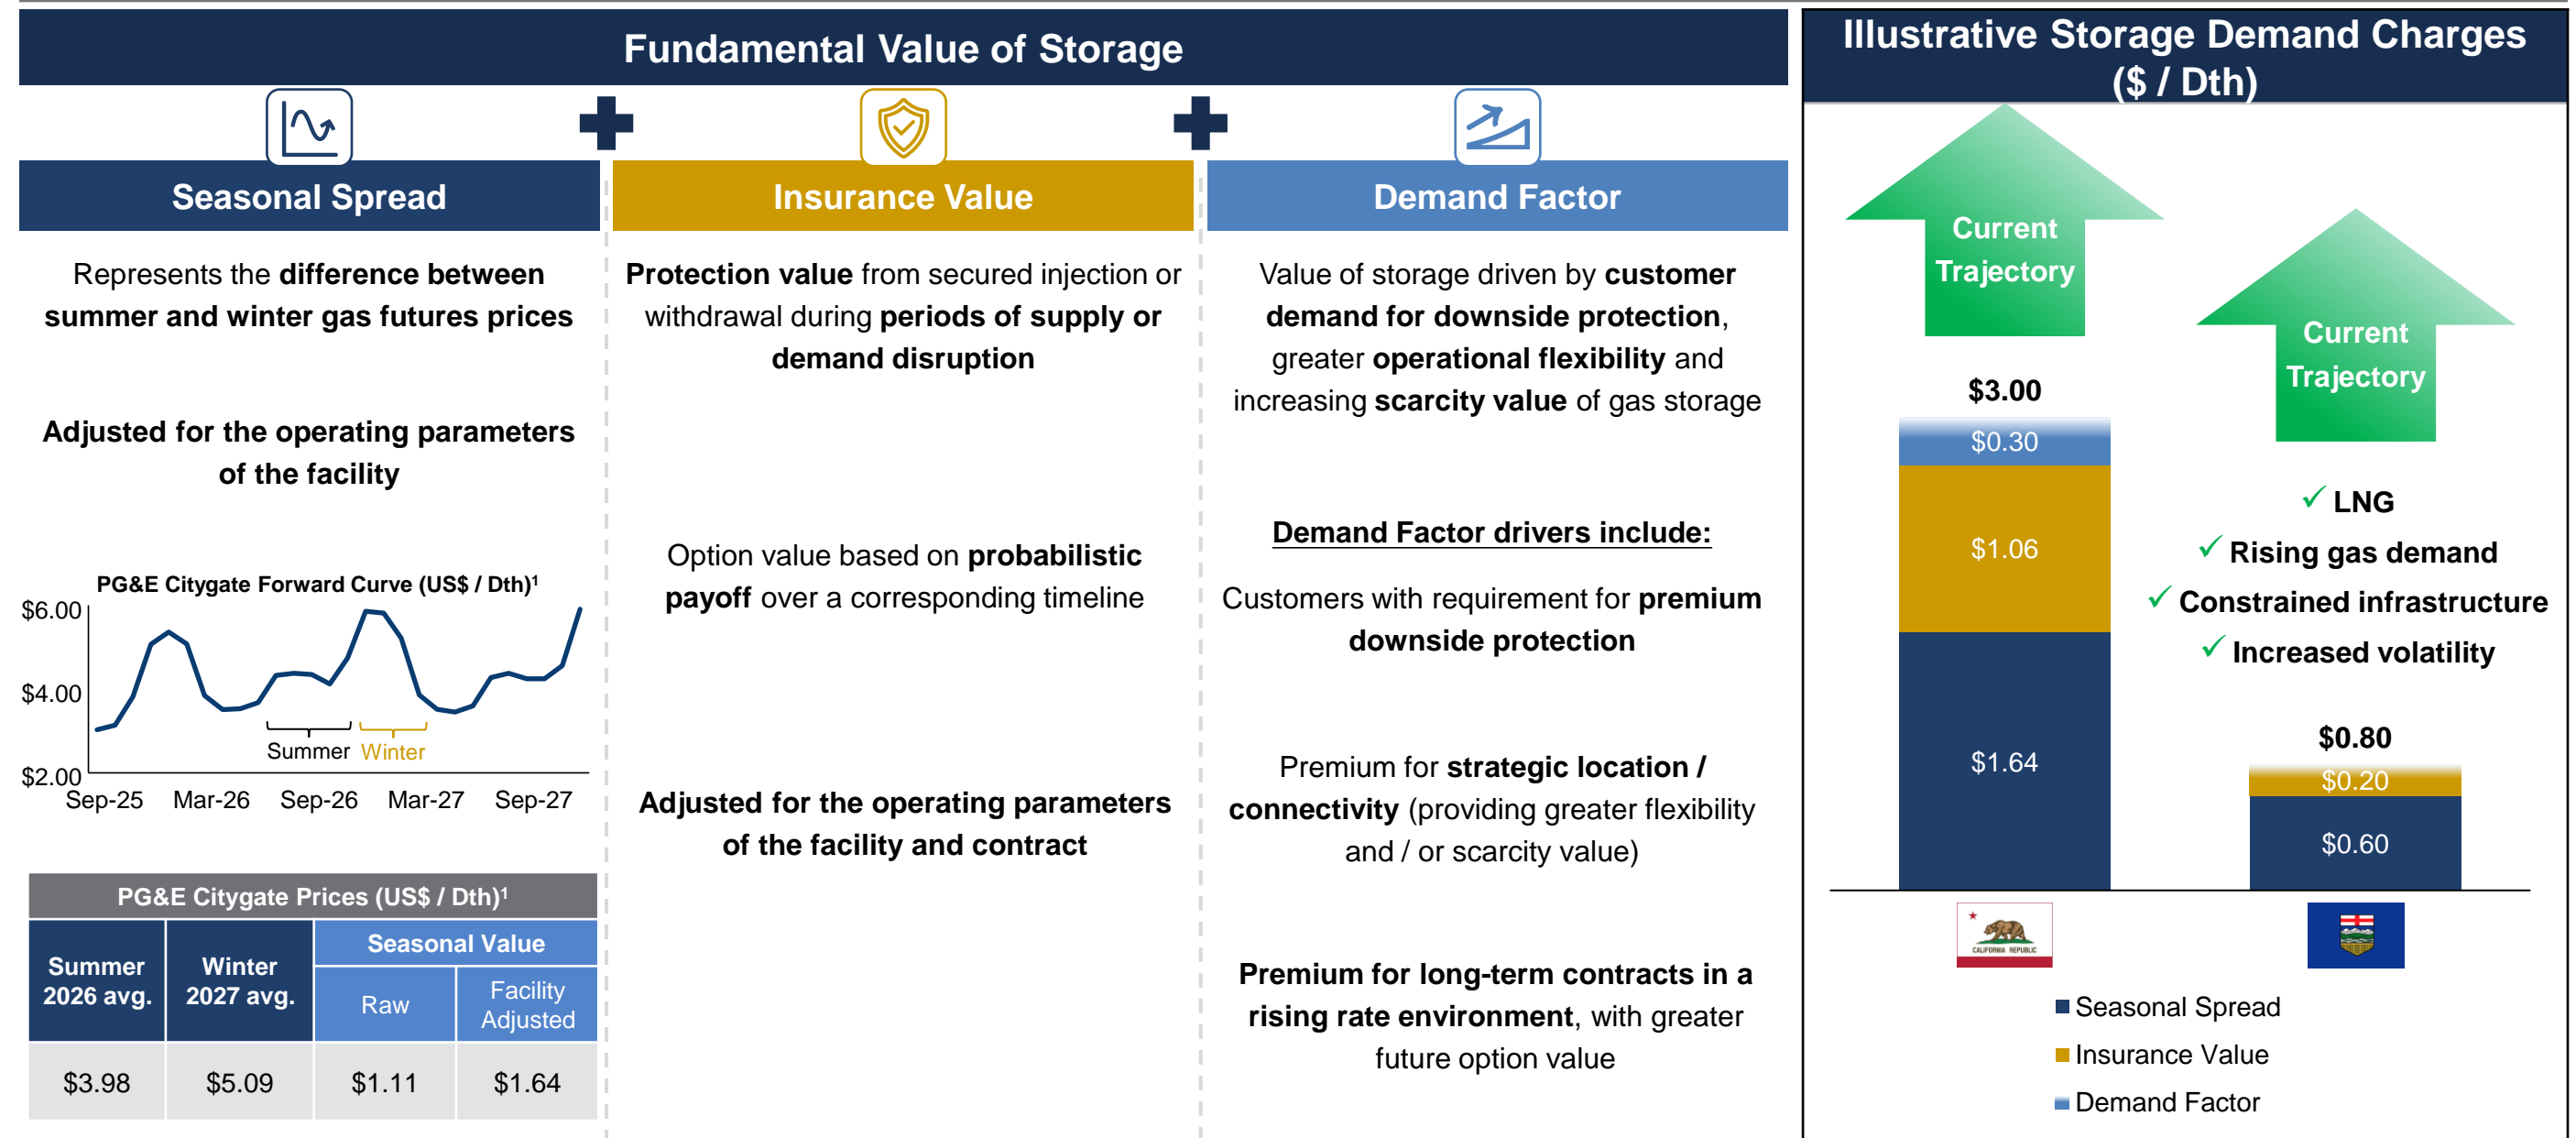 Fundamental Value of Storage
Seasonal Spread
Represents the difference between
summer and winter gas futures prices
Adjusted for the operating parameters
of the facility
PG&E Citygate Forward Curve (US$ / Dth)¹
$6.00
$4.00
$2.00
Summer
Winter
Sep-25
Mar-26
Sep-26
Mar-27
Sep-27
PG&E Citygate Prices (US$ / Dth)¹
Summer
2026 avg.
Winter
2027 avg.
Seasonal Value
Raw
Facility
Adjusted
$3.98
$5.09
$1.11
$1.64
Insurance Value
Protection value from secured injection or
withdrawal during periods of supply or
demand disruption
Option value based on probabilistic
payoff over a corresponding timeline
Adjusted for the operating parameters
of the facility and contract
Demand Factor
Value of storage driven by customer
demand for downside protection,
greater operational flexibility and
increasing scarcity value of gas storage
Demand Factor drivers include:
Customers with requirement for premium
downside protection
Premium for strategic location /
connectivity (providing greater flexibility
and / or scarcity value)
Premium for long-term contracts in a
rising rate environment, with greater
future option value
Illustrative Storage Demand Charges
($ / Dth)
Current
Trajectory
$3.00
$0.30
$1.06
$1.64
Current
Trajectory
✓ LNG
✓ Rising gas demand
✓ Constrained infrastructure
✓ Increased volatility
$0.80
$0.20
$0.60
CALIFORNIA REPUBLIC
Seasonal Spread
Insurance Value
Demand Factor